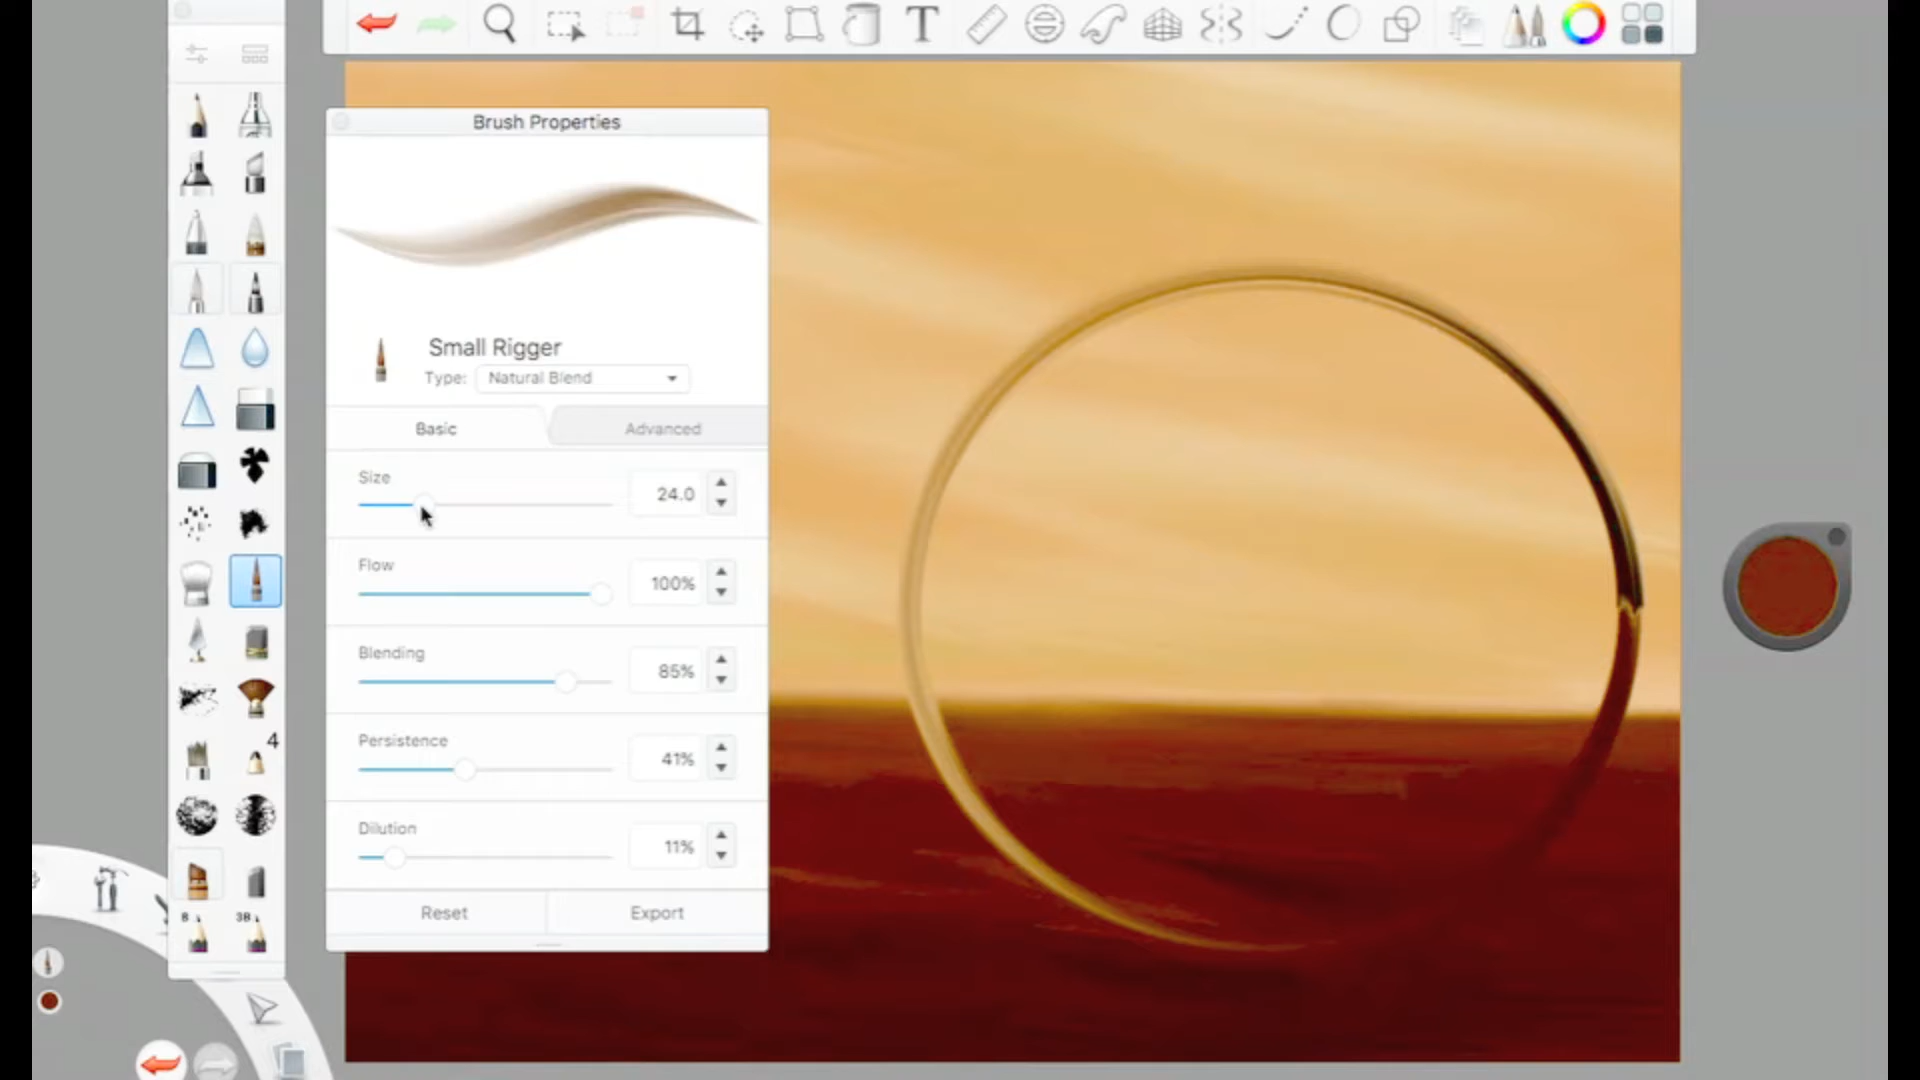 T
Brush Properties
Small Rigger
Type: Natural Blend
Basic
Advanced
Size
24.0
Flow
100%
Blending
85%
Persistence
41%
Dilution
11%
Reset
Export
4
8
38